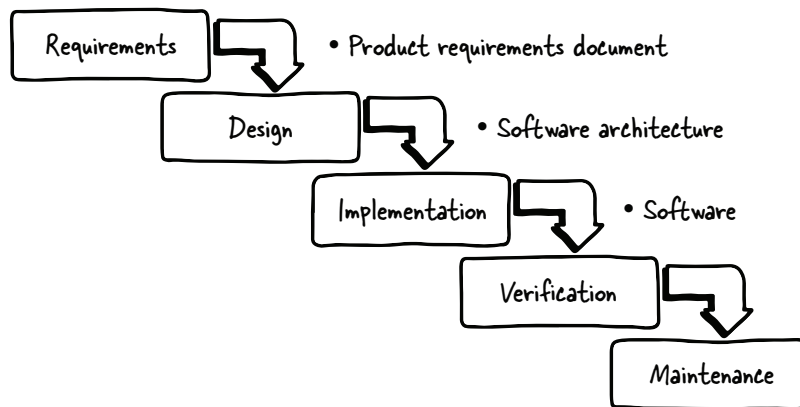 Requirements
• Product requirements document
Design
• Software architecture
Implementation
• Software
Verification
Maintenance